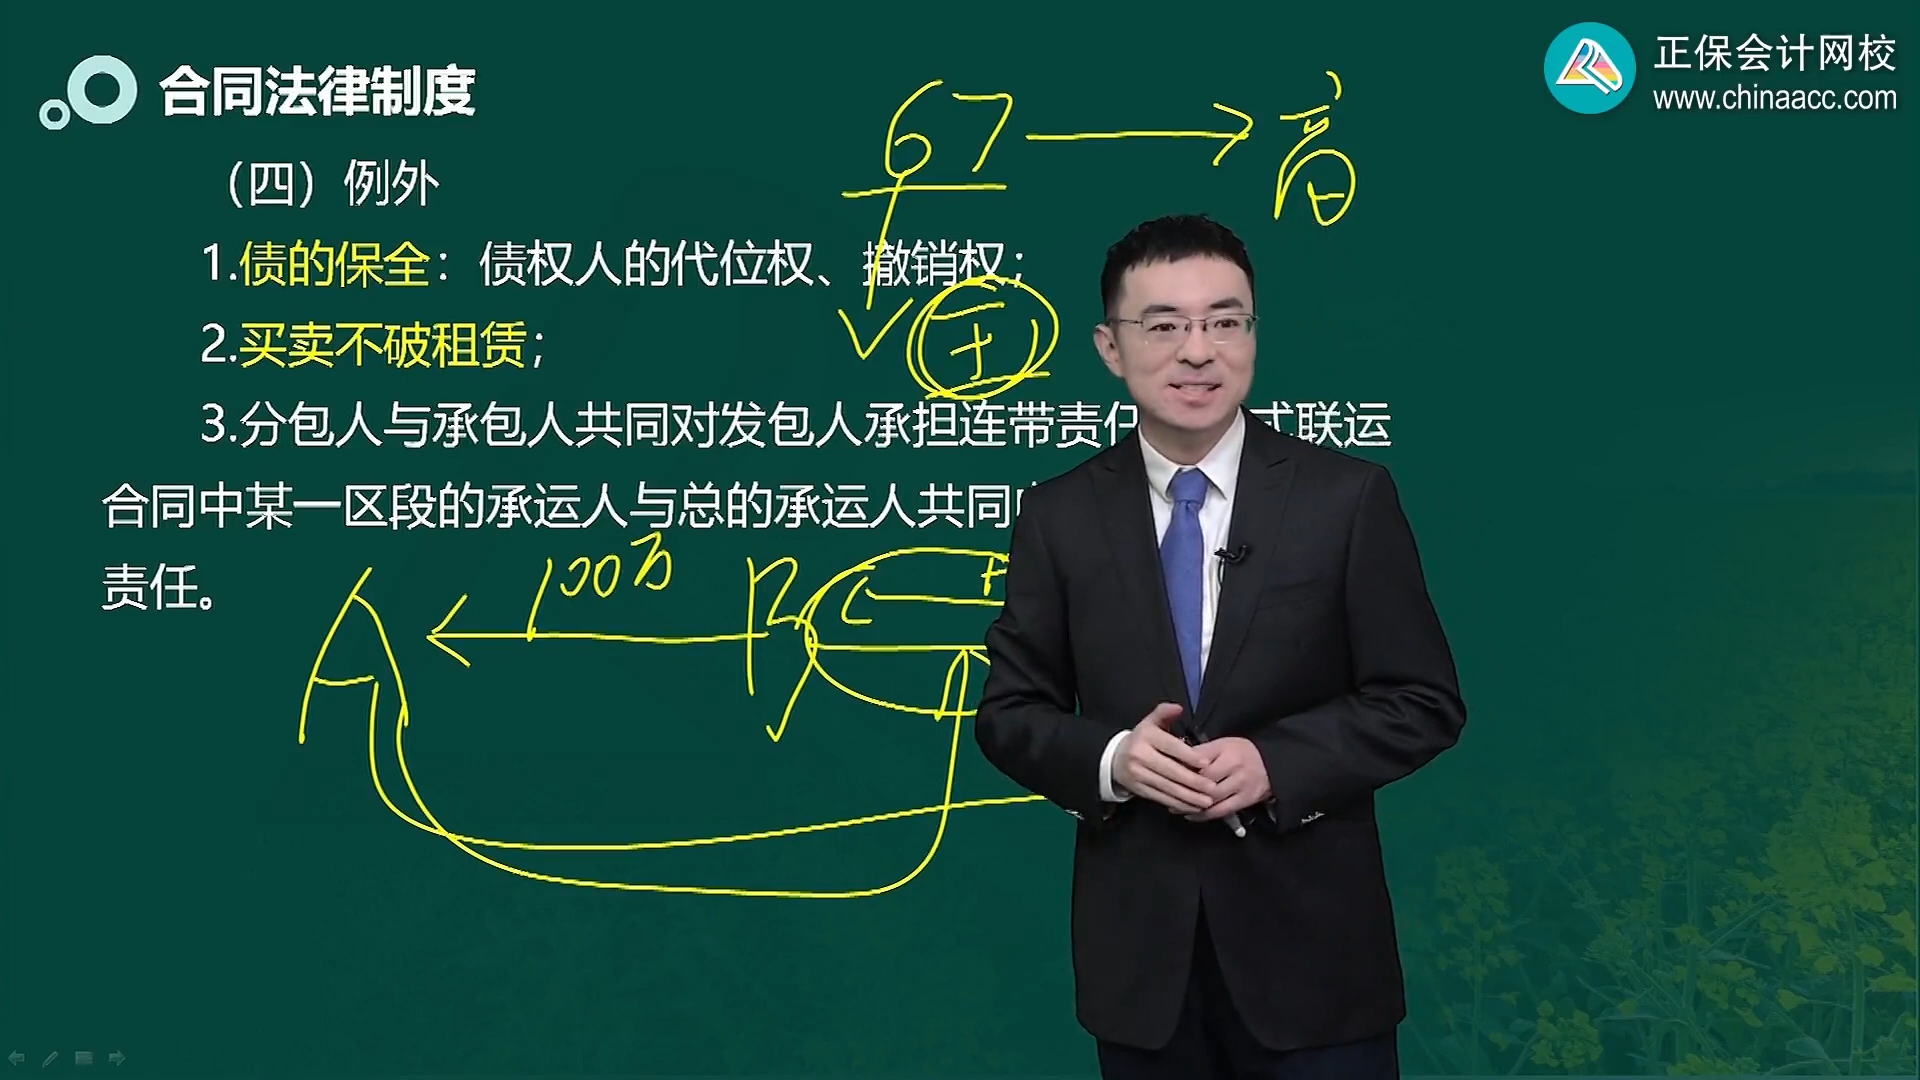 正保会计网校
www.chinaacc.com
合同法律制度
67
（四）例外
1.债的保全：债权人的代位权、撤销权；
2.买卖不破租赁；
3.分包人与承包人共同对发包人承担连带责任 式联运
合同中某一区段的承运人与总的承运人共同
责任。
100万
A
B
C